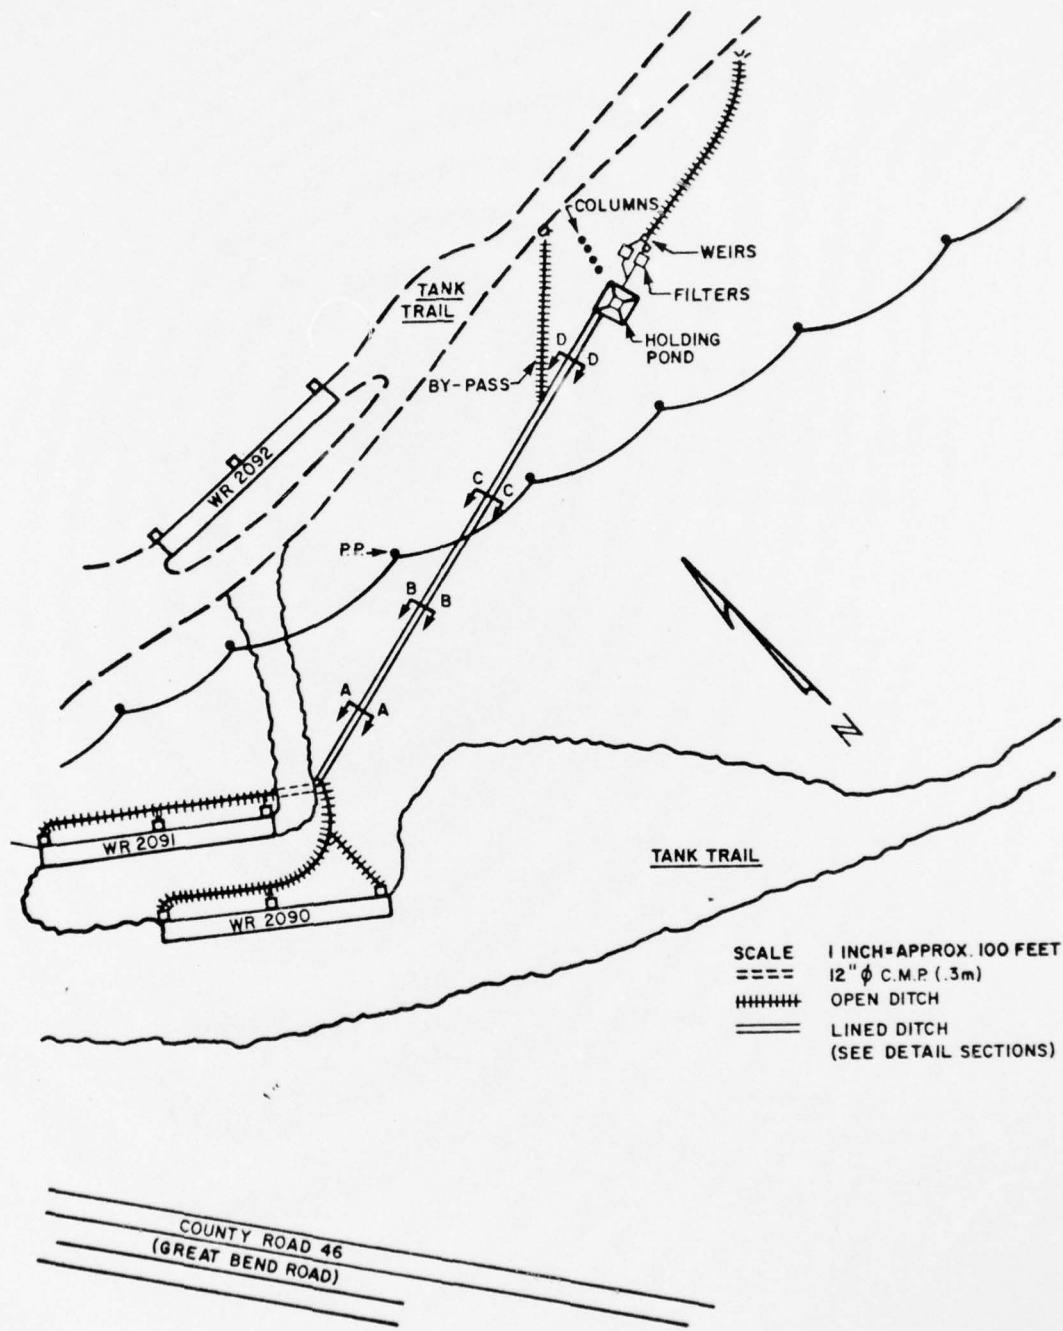 COLUMNS
WEIRS
FILTERS
TANK
TRAIL
HOLDING
POND
D
D
BY-PASS
WR 2092
C
C
P.P.
B
B
A
A
N
WR 2091
TANK TRAIL
WR 2090
SCALE 1 INCH=APPROX. 100 FEET
12" ϕ C.M.P. (.3m)
OPEN DITCH
LINED DITCH
(SEE DETAIL SECTIONS)
COUNTY ROAD 46
(GREAT BEND ROAD)